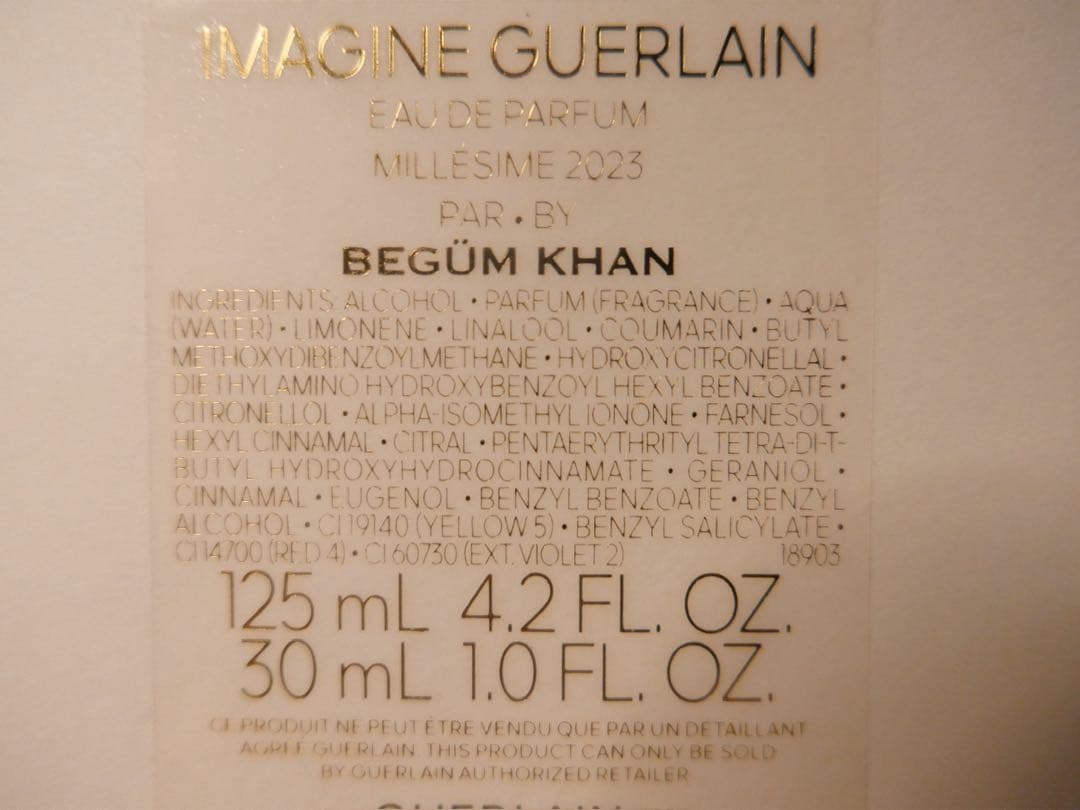 IMAGINE GUERLAIN
EAU DE PARFUM
MILLÉSIME 2023
PAR • BY
BEGÜM KHAN
INGREDIENTS: ALCOHOL • PARFUM (FRAGRANCE) • AQUA
(WATER) • LIMONENE • LINALOOL • COUMARIN • BUTYL
METHOXYDIBENZOYLMETHANE • HYDROXYCITRONELLAL •
DIETHYLAMINO HYDROXYBENZOYL HEXYL BENZOATE •
CITRONELLOL • ALPHA-ISOMETHYL IONONE • FARNESOL •
HEXYL CINNAMAL • CITRAL • PENTAERYTHRITYL TETRA-DI-T-
BUTYL HYDROXYHYDROCINNAMATE • GERANIOL •
CINNAMAL • EUGENOL • BENZYL BENZOATE • BENZYL
ALCOHOL • CI 19140 (YELLOW 5) • BENZYL SALICYLATE •
CI 14700 (RED 4) • CI 60730 (EXT. VIOLET 2) 18903
125 mL 4.2 FL. OZ.
30 mL 1.0 FL. OZ.
CE PRODUIT NE PEUT ÊTRE VENDU QUE PAR UN DÉTAILLANT
AGRÉÉ GUERLAIN. THIS PRODUCT CAN ONLY BE SOLD
BY GUERLAIN AUTHORIZED RETAILER